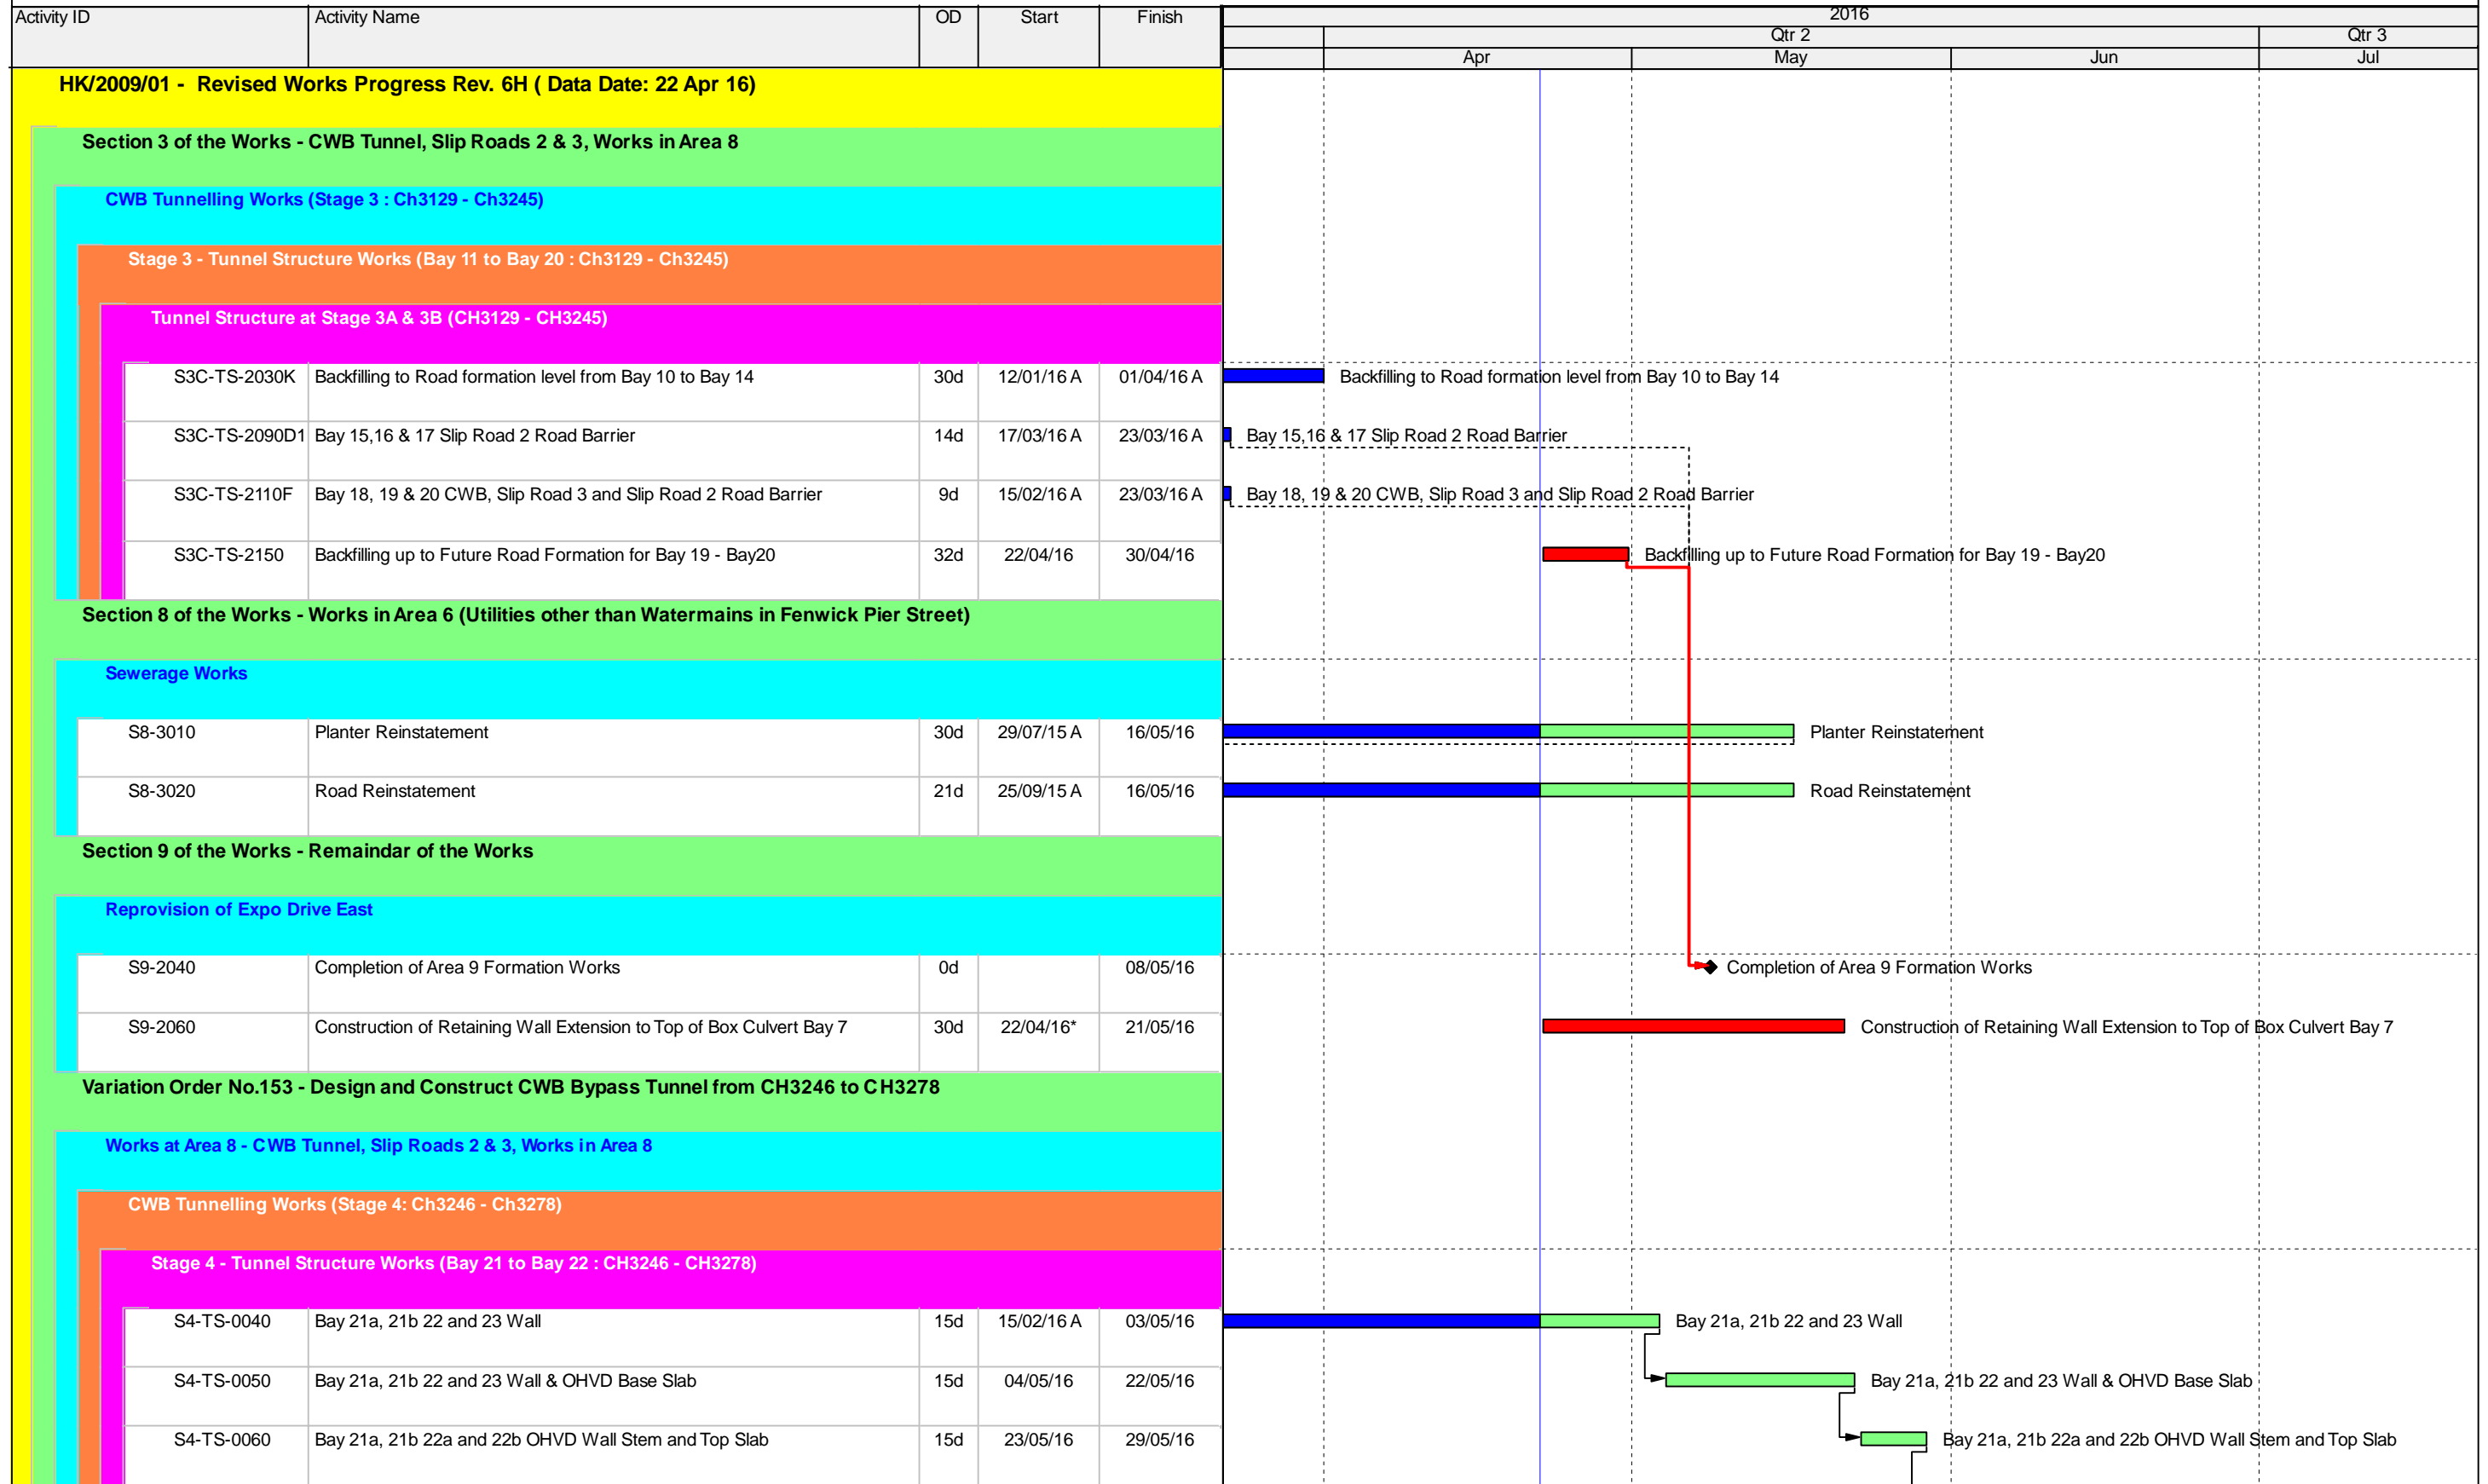 Activity ID Activity Name OD Start Finish 2016
Qtr 2 Qtr 3
Apr May Jun Jul
HK/2009/01 - Revised Works Progress Rev. 6H ( Data Date: 22 Apr 16)
Section 3 of the Works - CWB Tunnel, Slip Roads 2 & 3, Works in Area 8
CWB Tunnelling Works (Stage 3 : Ch3129 - Ch3245)
Stage 3 - Tunnel Structure Works (Bay 11 to Bay 20 : Ch3129 - Ch3245)
Tunnel Structure at Stage 3A & 3B (CH3129 - CH3245)
S3C-TS-2030K Backfilling to Road formation level from Bay 10 to Bay 14 30d 12/01/16 A 01/04/16 A Backfilling to Road formation level from Bay 10 to Bay 14
S3C-TS-2090D1 Bay 15,16 & 17 Slip Road 2 Road Barrier 14d 17/03/16 A 23/03/16 A Bay 15,16 & 17 Slip Road 2 Road Barrier
S3C-TS-2110F Bay 18, 19 & 20 CWB, Slip Road 3 and Slip Road 2 Road Barrier 9d 15/02/16 A 23/03/16 A Bay 18, 19 & 20 CWB, Slip Road 3 and Slip Road 2 Road Barrier
S3C-TS-2150 Backfilling up to Future Road Formation for Bay 19 - Bay20 32d 22/04/16 30/04/16 Backfilling up to Future Road Formation for Bay 19 - Bay20
Section 8 of the Works - Works in Area 6 (Utilities other than Watermains in Fenwick Pier Street)
Sewerage Works
S8-3010 Planter Reinstatement 30d 29/07/15 A 16/05/16 Planter Reinstatement
S8-3020 Road Reinstatement 21d 25/09/15 A 16/05/16 Road Reinstatement
Section 9 of the Works - Remaindar of the Works
Reprovision of Expo Drive East
S9-2040 Completion of Area 9 Formation Works 0d 08/05/16 Completion of Area 9 Formation Works
S9-2060 Construction of Retaining Wall Extension to Top of Box Culvert Bay 7 30d 22/04/16* 21/05/16 Construction of Retaining Wall Extension to Top of Box Culvert Bay 7
Variation Order No.153 - Design and Construct CWB Bypass Tunnel from CH3246 to CH3278
Works at Area 8 - CWB Tunnel, Slip Roads 2 & 3, Works in Area 8
CWB Tunnelling Works (Stage 4: Ch3246 - Ch3278)
Stage 4 - Tunnel Structure Works (Bay 21 to Bay 22 : CH3246 - CH3278)
S4-TS-0040 Bay 21a, 21b 22 and 23 Wall 15d 15/02/16 A 03/05/16 Bay 21a, 21b 22 and 23 Wall
S4-TS-0050 Bay 21a, 21b 22 and 23 Wall & OHVD Base Slab 15d 04/05/16 22/05/16 Bay 21a, 21b 22 and 23 Wall & OHVD Base Slab
S4-TS-0060 Bay 21a, 21b 22a and 22b OHVD Wall Stem and Top Slab 15d 23/05/16 29/05/16 Bay 21a, 21b 22a and 22b OHVD Wall Stem and Top Slab